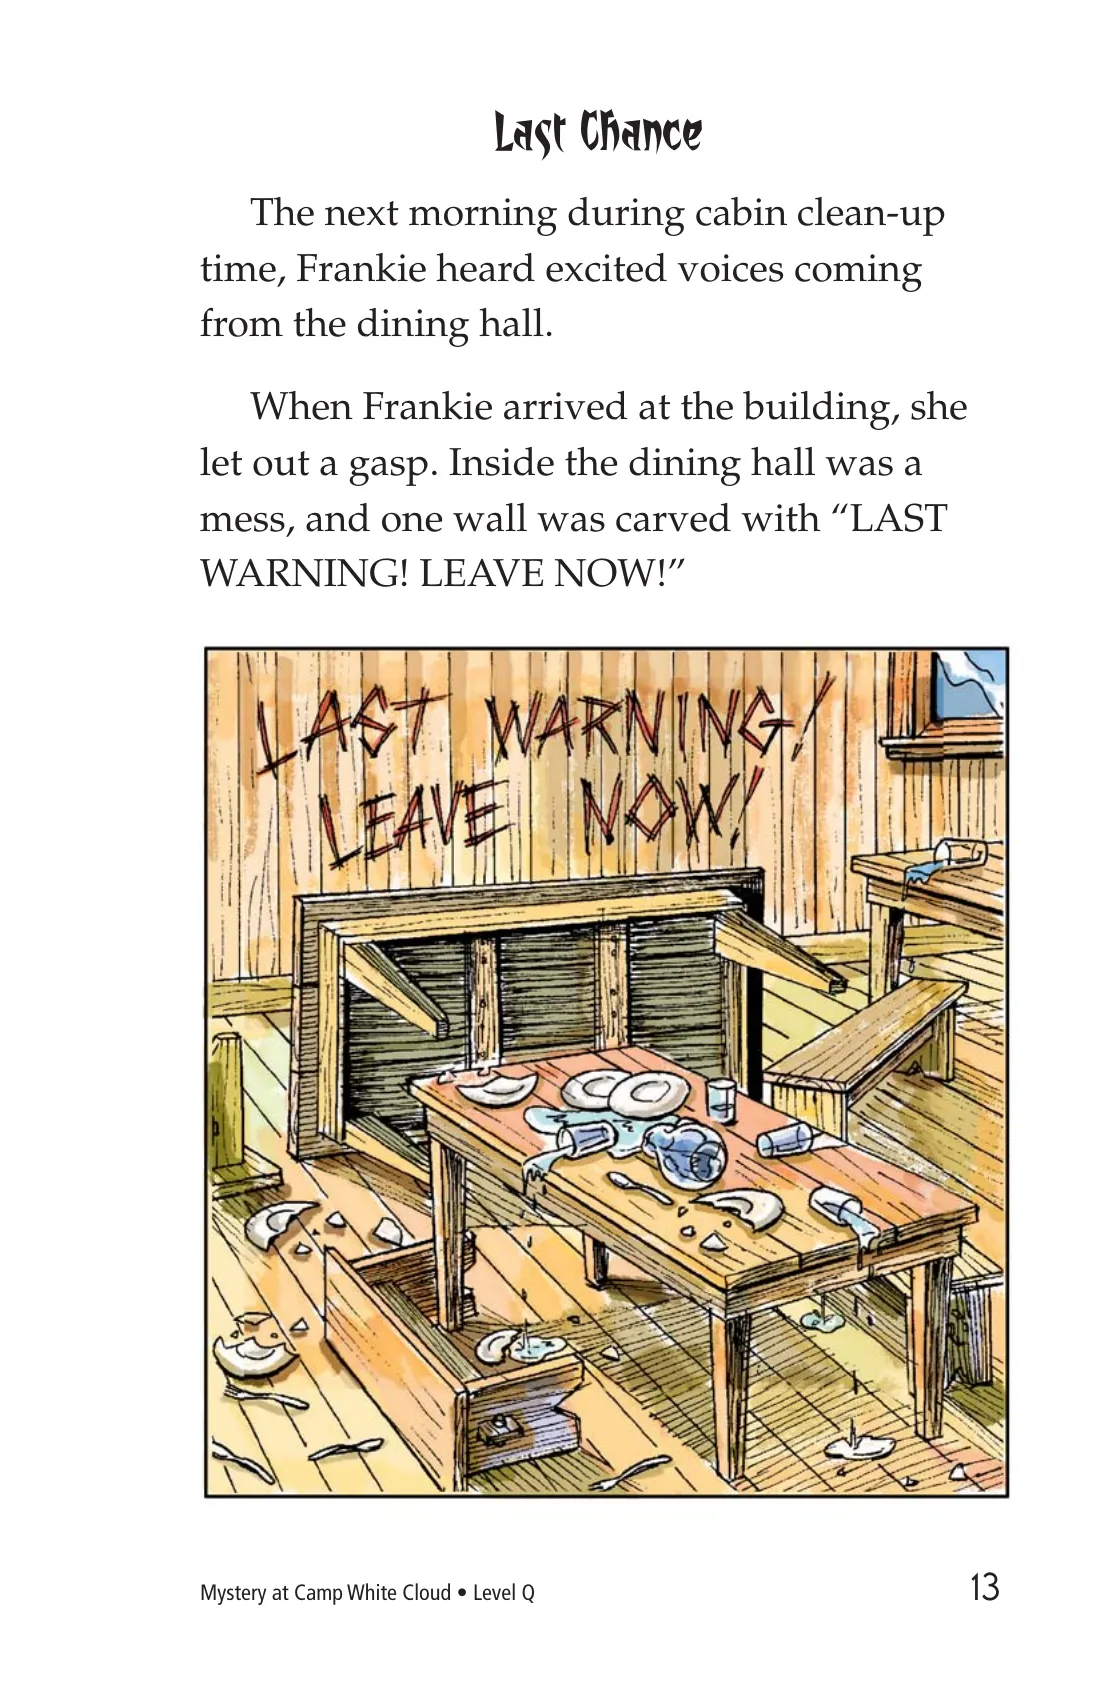 Last Chance
The next morning during cabin clean-up
time, Frankie heard excited voices coming
from the dining hall.
When Frankie arrived at the building, she
let out a gasp. Inside the dining hall was a
mess, and one wall was carved with “LAST
WARNING! LEAVE NOW!”
LAST WARNING!
LEAVE NOW!
Mystery at Camp White Cloud • Level Q
13